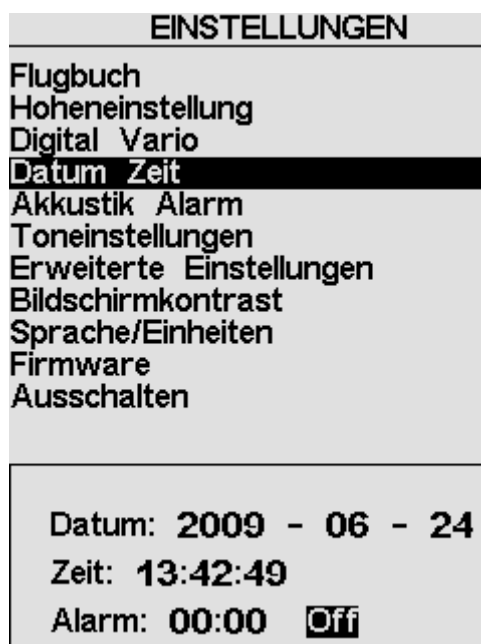 EINSTELLUNGEN
Flugbuch
Hoheneinstellung
Digital Vario
Datum Zeit
Akkustik Alarm
Toneinstellungen
Erweiterte Einstellungen
Bildschirmkontrast
Sprache/Einheiten
Firmware
Ausschalten
Datum: 2009 - 06 - 24
Zeit: 13:42:49
Alarm: 00:00 Off